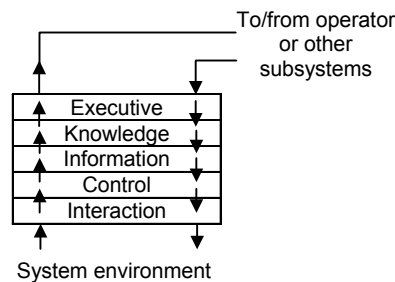 To/from operator
or other
subsystems
Executive
Knowledge
Information
Control
Interaction
System environment